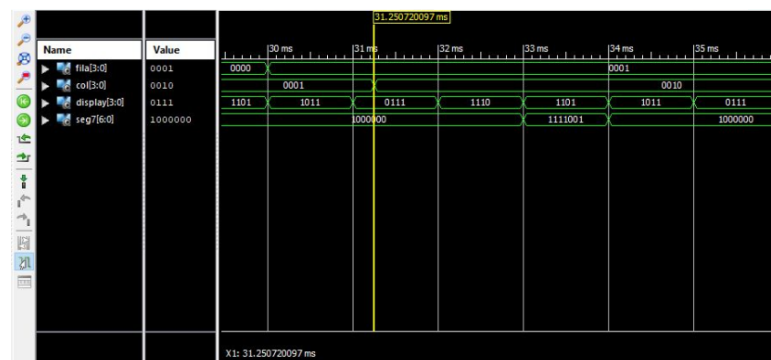 31.250720097 ms
Name Value
30 ms 31 ms 32 ms 33 ms 34 ms 35 ms
fila[3:0] 0001 0000 0001
col[3:0] 0010 0001 0010
display[3:0] 0111 1101 1011 0111 1110 1101 1011 0111
seg7[6:0] 1000000 1000000 1111001 1000000
X1: 31.250720097 ms